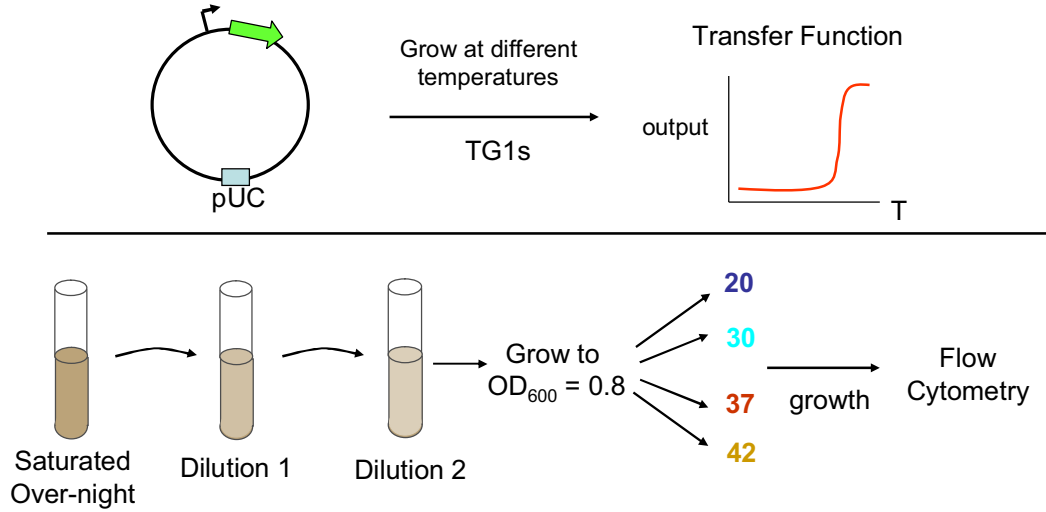 Grow at different
temperatures
TG1s
pUC
Transfer Function
output
T
Saturated
Over-night
Dilution 1
Dilution 2
Grow to
OD600 = 0.8
20
30
37
42
growth
Flow
Cytometry